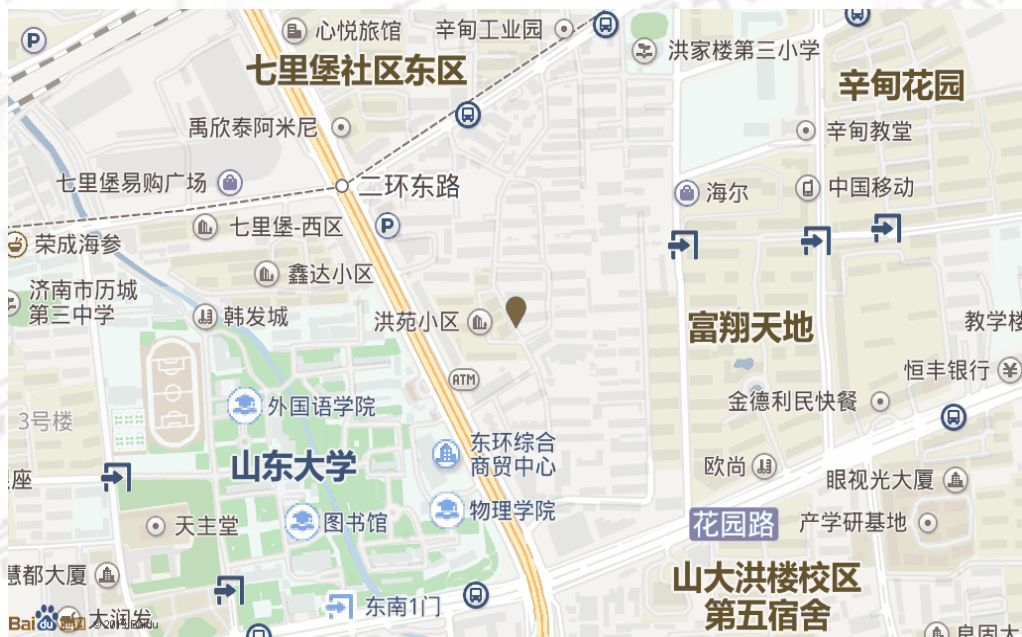 P
心悦旅馆
辛甸工业园
洪家楼第三小学
七里堡社区东区
辛甸花园
禹欣泰阿米尼
辛甸教堂
七里堡易购广场
二环东路
海尔
中国移动
P
七里堡-西区
荣成海参
鑫达小区
济南市历城
第三中学
韩发城
洪苑小区
富翔天地
教学楼
恒丰银行
ATM
3号楼
外国语学院
金德利民快餐
东环综合
商贸中心
山东大学
欧尚
座
眼视光大厦
物理学院
天主堂
图书馆
花园路
产学研基地
慧都大厦
山大洪楼校区
第五宿舍
东南1门
大润发
Bai du 地图